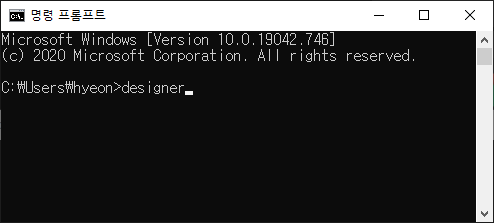 명령 프롬프트
Microsoft Windows [Version 10.0.19042.746]
(c) 2020 Microsoft Corporation. All rights reserved.
C:₩Users₩hyeon>designer